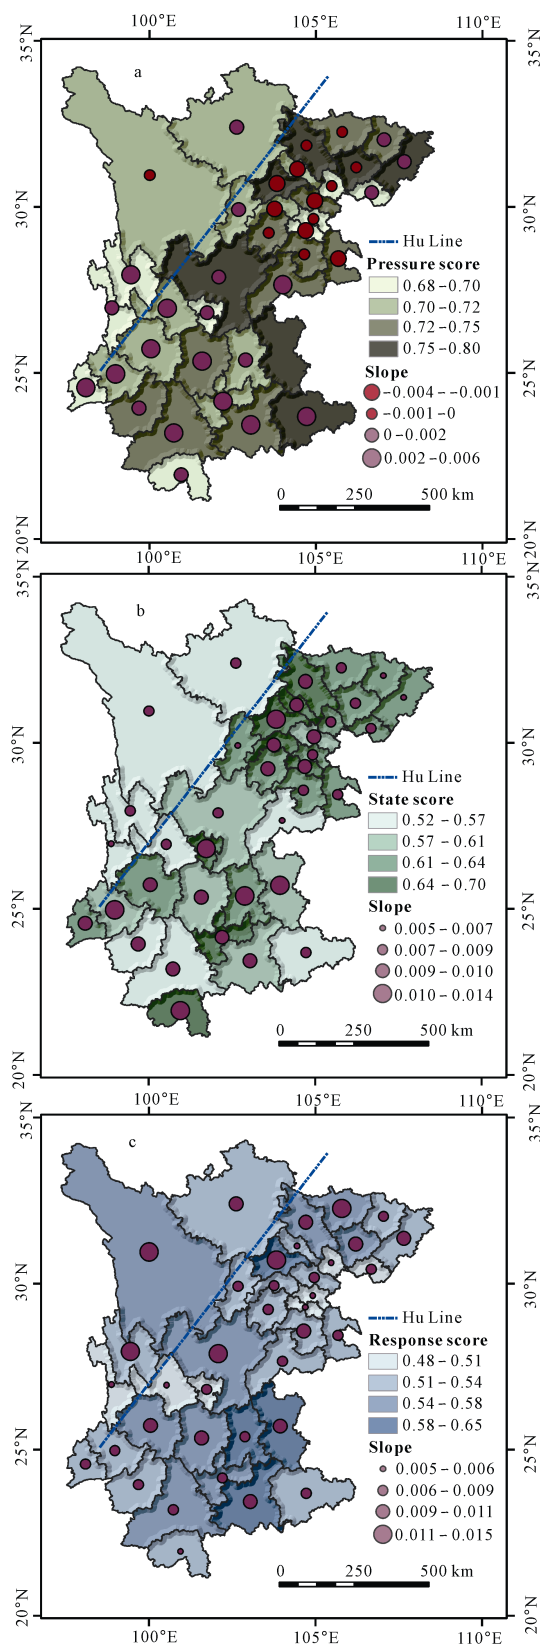 100°E 105°E 110°E
35°N 35°N
a
30°N 30°N
Hu Line
Pressure score
0.68 – 0.70
0.70 – 0.72
0.72 – 0.75
0.75 – 0.80
25°N 25°N
Slope
-0.004 – -0.001
-0.001 – 0
0 – 0.002
0.002 – 0.006
0 250 500 km
20°N 20°N
100°E 105°E 110°E
35°N 35°N
b
30°N 30°N
Hu Line
State score
0.52 – 0.57
0.57 – 0.61
0.61 – 0.64
0.64 – 0.70
25°N 25°N
Slope
0.005 – 0.007
0.007 – 0.009
0.009 – 0.010
0.010 – 0.014
0 250 500 km
20°N 20°N
100°E 105°E 110°E
35°N 35°N
c
30°N 30°N
Hu Line
Response score
0.48 – 0.51
0.51 – 0.54
0.54 – 0.58
0.58 – 0.65
25°N 25°N
Slope
0.005 – 0.006
0.006 – 0.009
0.009 – 0.011
0.011 – 0.015
0 250 500 km
20°N 20°N
100°E 105°E 110°E